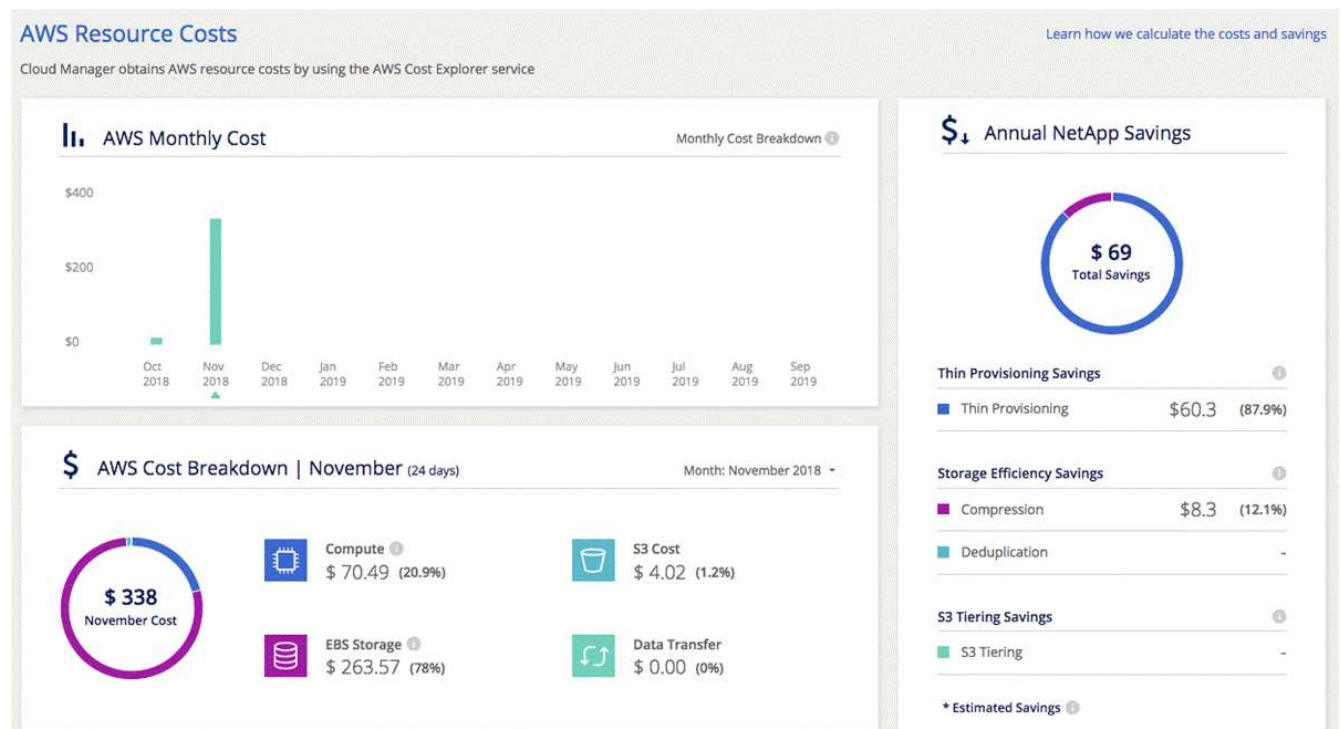 AWS Resource Costs
Learn how we calculate the costs and savings
Cloud Manager obtains AWS resource costs by using the AWS Cost Explorer service
AWS Monthly Cost
Monthly Cost Breakdown
$400
$200
$0
Oct 2018
Nov 2018
Dec 2018
Jan 2019
Feb 2019
Mar 2019
Apr 2019
May 2019
Jun 2019
Jul 2019
Aug 2019
Sep 2019
AWS Cost Breakdown | November (24 days)
Month: November 2018
$ 338
November Cost
Compute
$ 70.49 (20.9%)
S3 Cost
$ 4.02 (1.2%)
EBS Storage
$ 263.57 (78%)
Data Transfer
$ 0.00 (0%)
Annual NetApp Savings
$ 69
Total Savings
Thin Provisioning Savings
Thin Provisioning $60.3 (87.9%)
Storage Efficiency Savings
Compression $8.3 (12.1%)
Deduplication -
S3 Tiering Savings
S3 Tiering -
* Estimated Savings